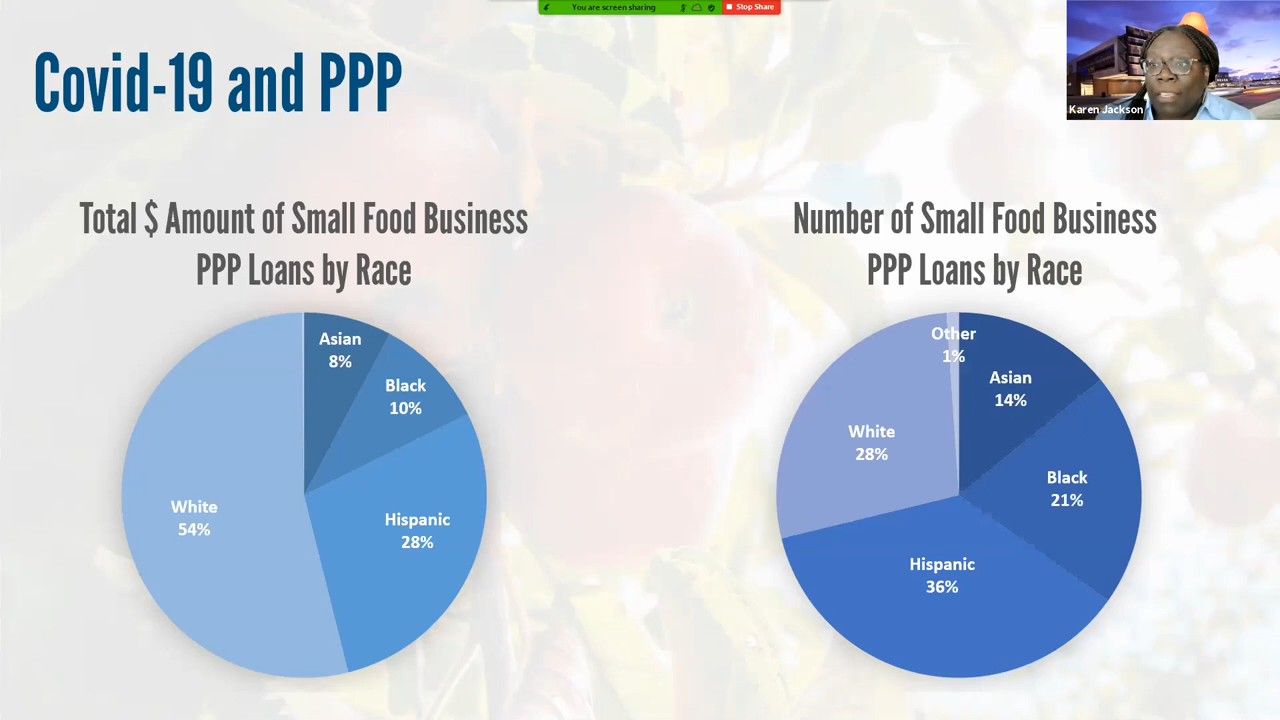 You are screen sharing
Stop Share
Covid-19 and PPP
Karen Jackson
Total $ Amount of Small Food Business
PPP Loans by Race
Asian
8%
Black
10%
Hispanic
28%
White
54%
Number of Small Food Business
PPP Loans by Race
Other
1%
Asian
14%
Black
21%
Hispanic
36%
White
28%